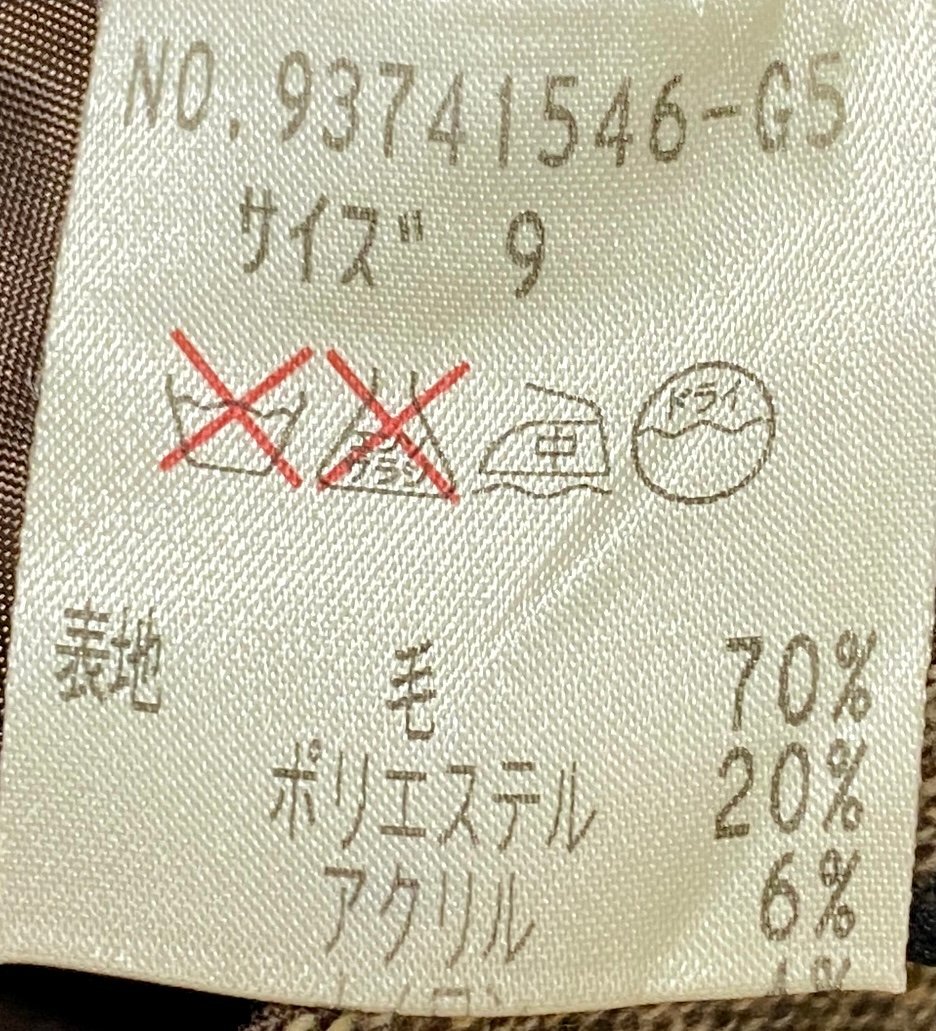 NO. 93741546-G5
サイズ 9
中 ドライ
表地 毛 70%
ポリエステル 20%
アクリル 6%